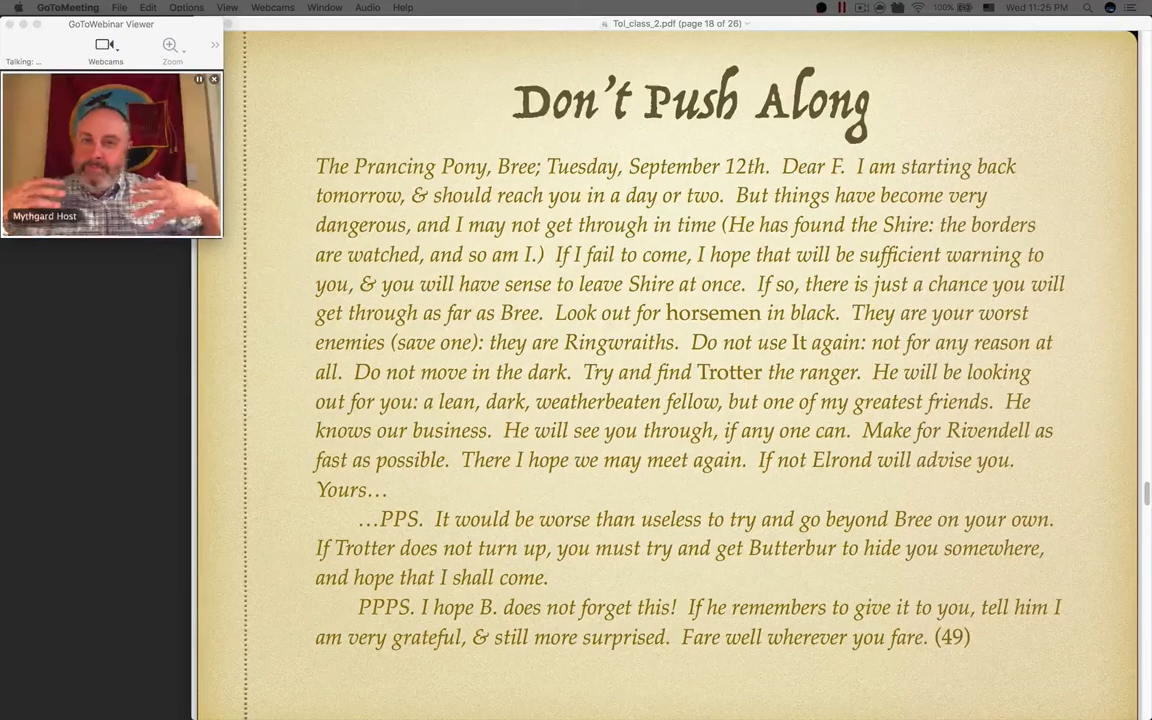 GoToMeeting File Edit Options View Webcams Window Audio Help
100% Wed 11:25 PM
GoToWebinar Viewer
Tol_class_2.pdf (page 18 of 26)
Talking: ...
Webcams
Zoom
Mythgard Host
Don't Push Along
The Prancing Pony, Bree; Tuesday, September 12th. Dear F. I am starting back
tomorrow, & should reach you in a day or two. But things have become very
dangerous, and I may not get through in time (He has found the Shire: the borders
are watched, and so am I.) If I fail to come, I hope that will be sufficient warning to
you, & you will have sense to leave Shire at once. If so, there is just a chance you will
get through as far as Bree. Look out for horsemen in black. They are your worst
enemies (save one): they are Ringwraiths. Do not use It again: not for any reason at
all. Do not move in the dark. Try and find Trotter the ranger. He will be looking
out for you: a lean, dark, weatherbeaten fellow, but one of my greatest friends. He
knows our business. He will see you through, if any one can. Make for Rivendell as
fast as possible. There I hope we may meet again. If not Elrond will advise you.
Yours…
…PPS. It would be worse than useless to try and go beyond Bree on your own.
If Trotter does not turn up, you must try and get Butterbur to hide you somewhere,
and hope that I shall come.
PPPS. I hope B. does not forget this! If he remembers to give it to you, tell him I
am very grateful, & still more surprised. Fare well wherever you fare. (49)